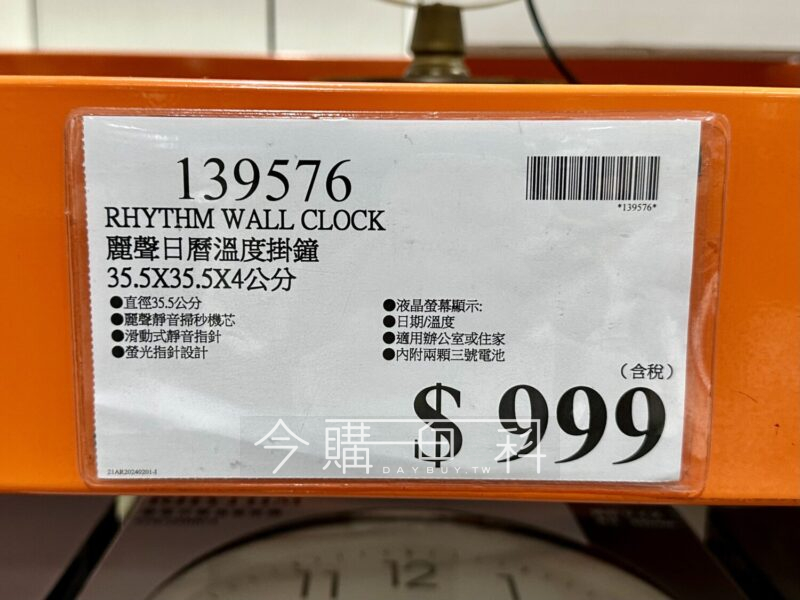 139576
*139576*
RHYTHM WALL CLOCK
麗聲日曆溫度掛鐘
35.5X35.5X4公分
●直徑35.5公分
●麗聲靜音掃秒機芯
●滑動式靜音指針
●螢光指針設計
●液晶螢幕顯示:
●日期/溫度
●適用辦公室或住家
●內附兩顆三號電池
(含稅)
$ 999
今購百科
DAYBUY.TW
21AR20240201-I
11 12